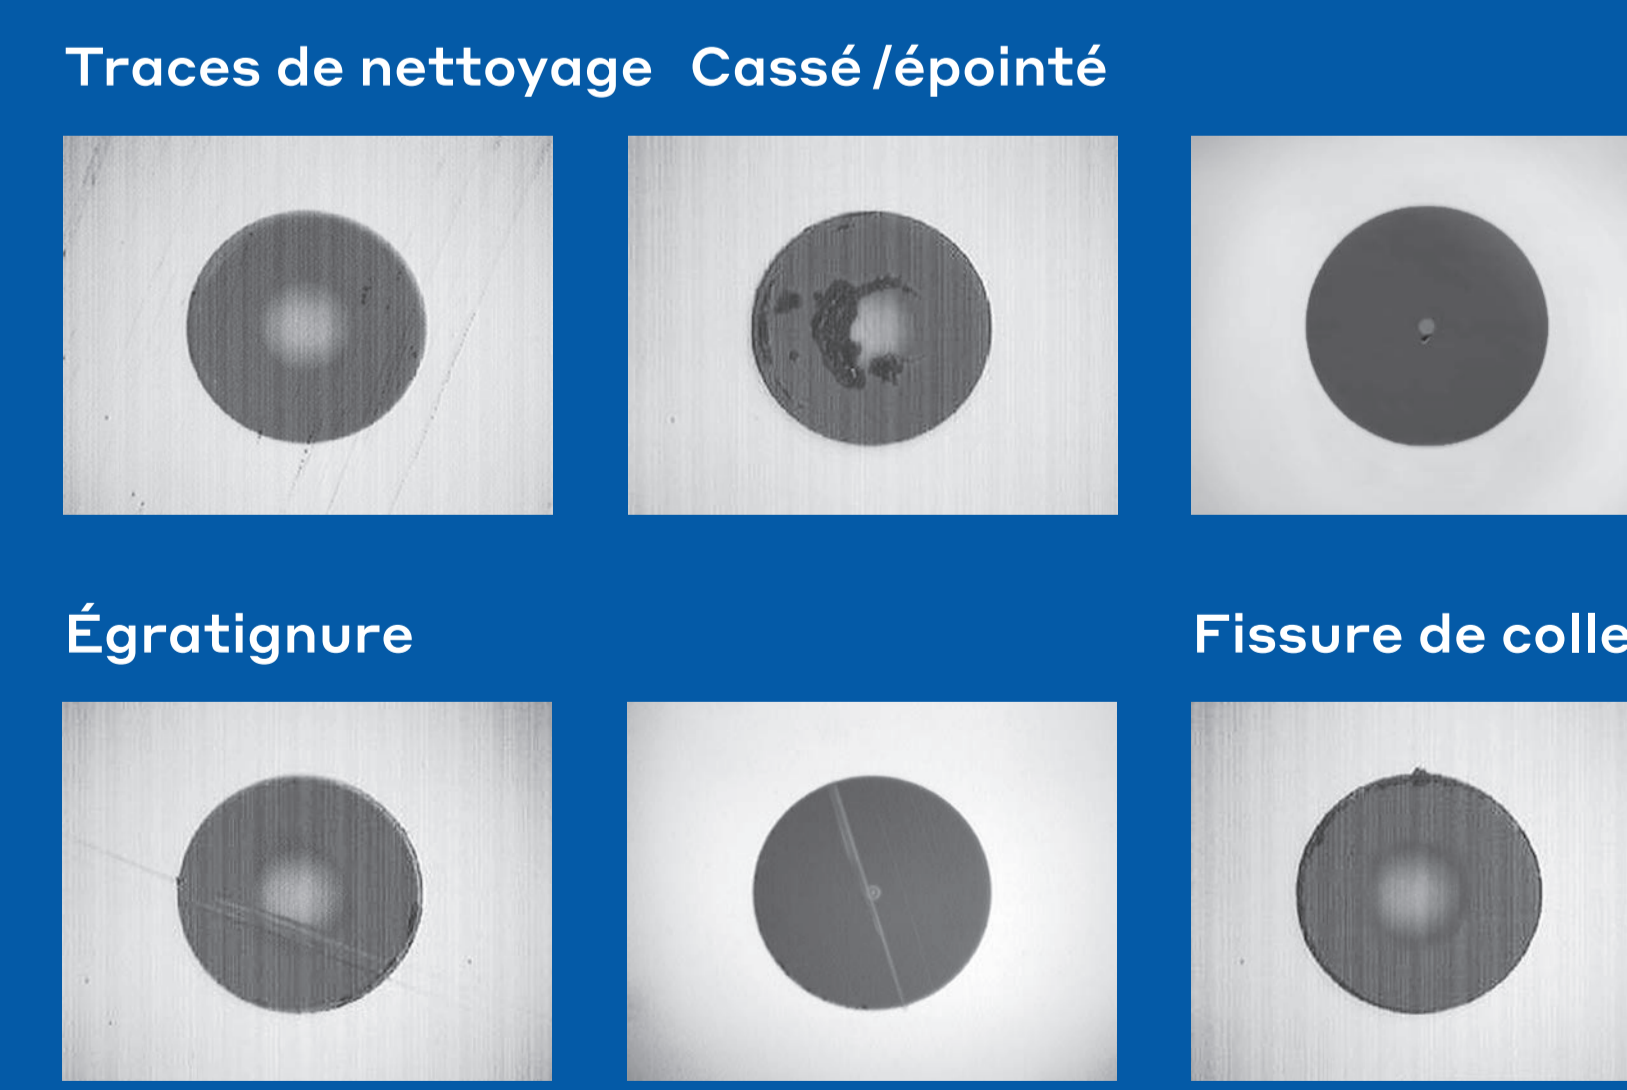 Traces de nettoyage
Cassé / épointé
Égratignure
Fissure de colle